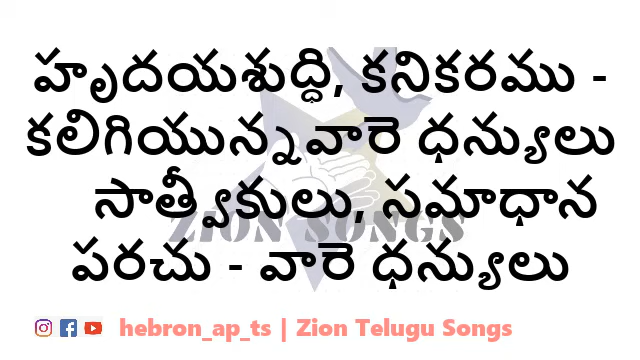 హృదయశుద్ధి, కనికరము -
కలిగియున్నవారె ధన్యులు
సాత్వీకులు, సమాధాన
పరచు - వారె ధన్యులు
ZION SONGS
hebron_ap_ts | Zion Telugu Songs